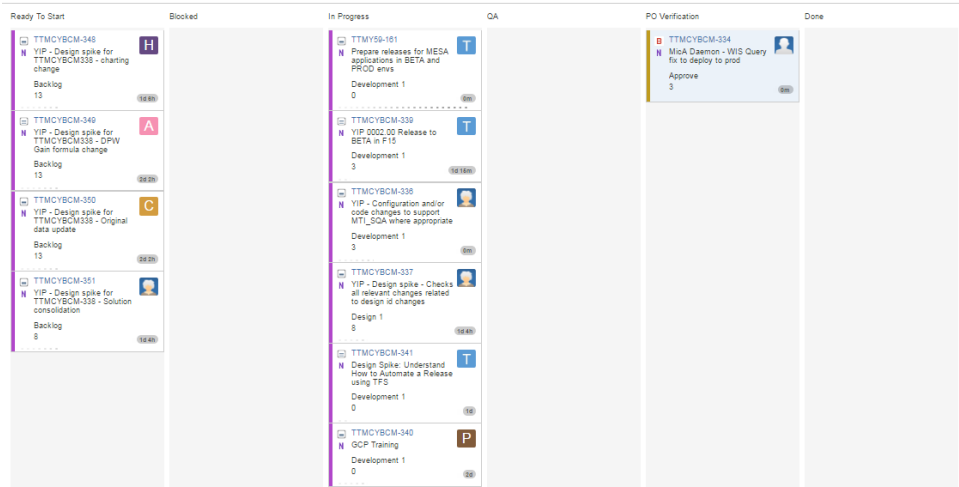 Ready To Start
Blocked
In Progress
QA
PO Verification
Done
TTMCYBCM-348
H
N
YIP - Design spike for
TTMCYBCM338 - charting
change
Backlog
13
1d 6h
TTMCYBCM-349
A
N
YIP - Design spike for
TTMCYBCM338 - DPW
Gain formula change
Backlog
13
2d 2h
TTMCYBCM-350
C
N
YIP - Design spike for
TTMCYBCM338 - Original
data update
Backlog
13
2d 2h
TTMCYBCM-351
N
YIP - Design spike for
TTMCYBCM-338 - Solution
consolidation
Backlog
8
1d 4h
TTMY59-161
T
N
Prepare releases for MESA
applications in BETA and
PROD envs
Development 1
0
0m
TTMCYBCM-339
T
N
YIP 0002.00 Release to
BETA in F15
Development 1
3
1d 16m
TTMCYBCM-336
N
YIP - Configuration and/or
code changes to support
MTI_SQA where appropriate
Development 1
3
0m
TTMCYBCM-337
N
YIP - Design spike - Checks
all relevant changes related
to design id changes
Design 1
8
1d 4h
TTMCYBCM-341
T
N
Design Spike: Understand
How to Automate a Release
using TFS
Development 1
0
1d
TTMCYBCM-340
P
N
GCP Training
Development 1
0
2d
B
TTMCYBCM-334
N
MicA Daemon - WIS Query
fix to deploy to prod
Approve
3
0m